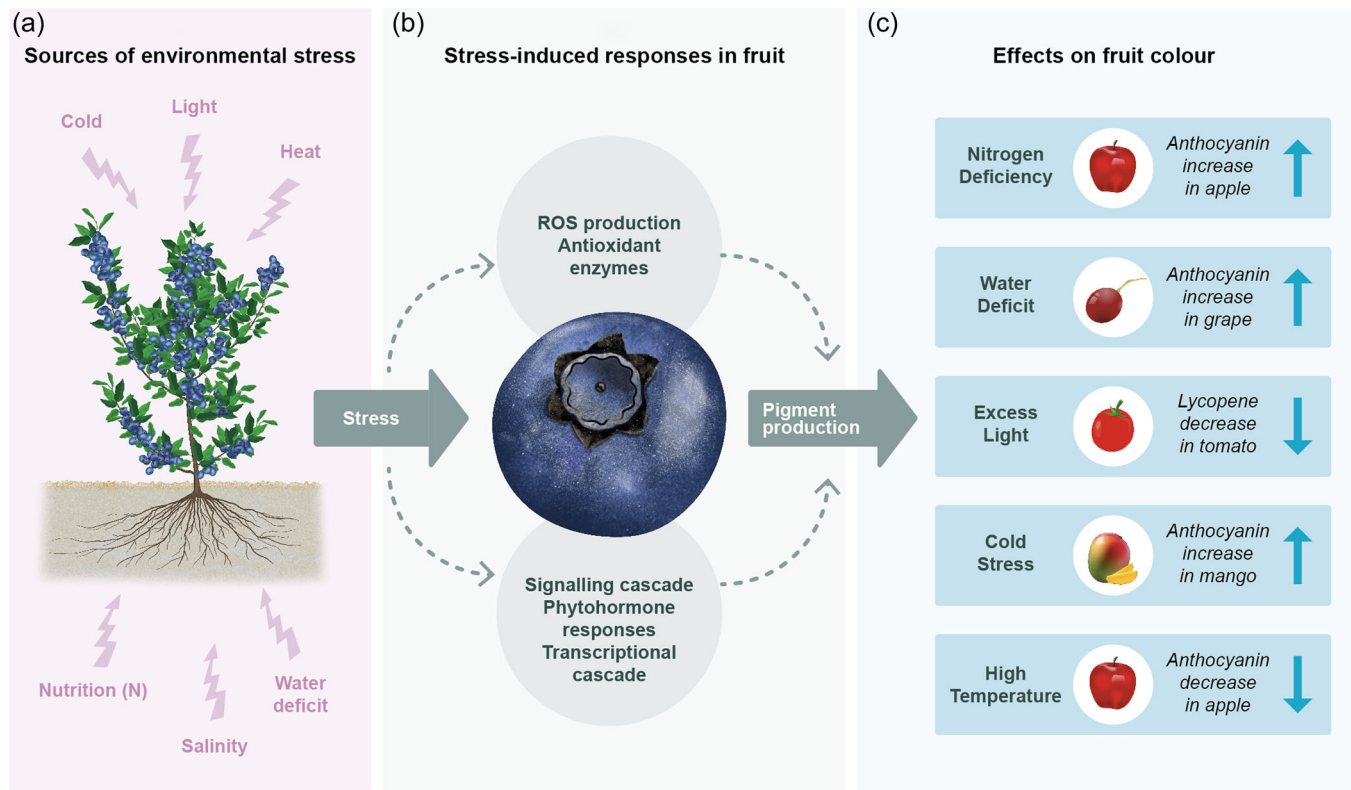 (a)
Sources of environmental stress
Cold
Light
Heat
Nutrition (N)
Salinity
Water
deficit
(b)
Stress-induced responses in fruit
Stress
ROS production
Antioxidant
enzymes
Signalling cascade
Phytohormone
responses
Transcriptional
cascade
Pigment
production
(c)
Effects on fruit colour
Nitrogen
Deficiency
Anthocyanin
increase
in apple
Water
Deficit
Anthocyanin
increase
in grape
Excess
Light
Lycopene
decrease
in tomato
Cold
Stress
Anthocyanin
increase
in mango
High
Temperature
Anthocyanin
decrease
in apple